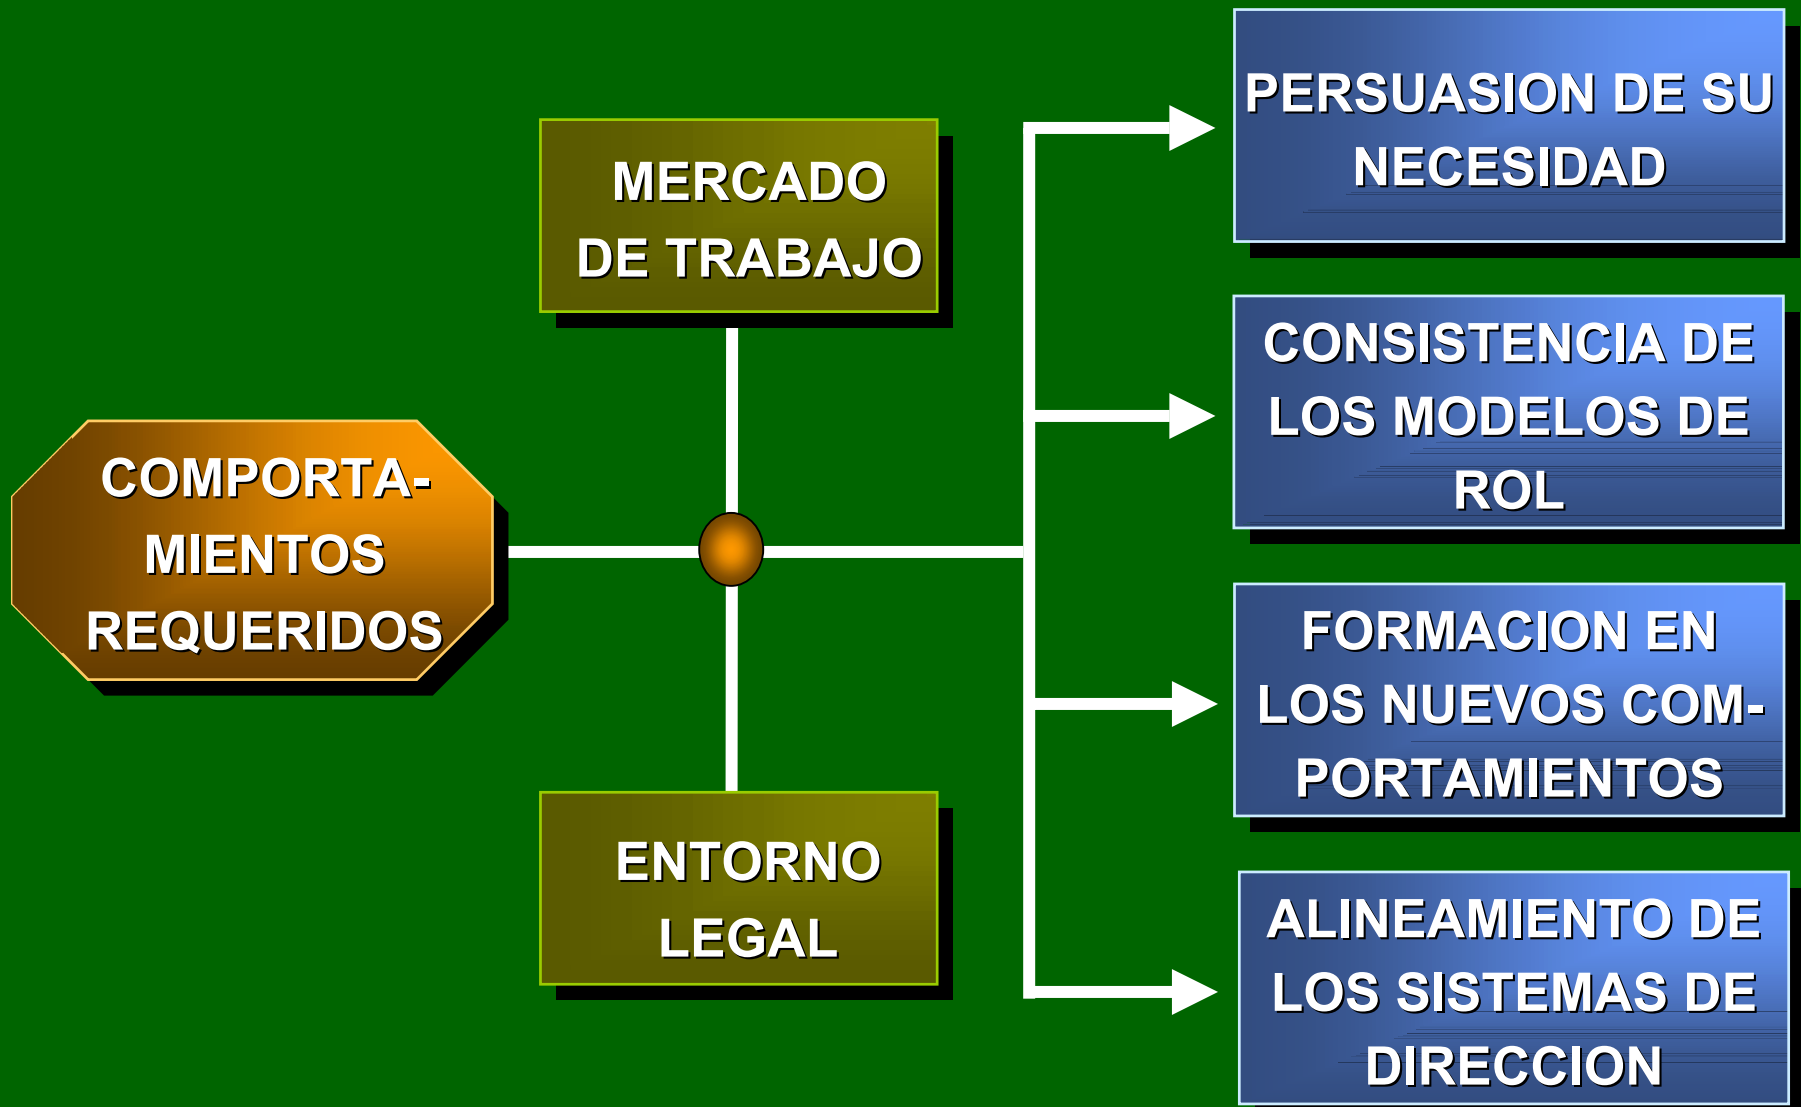 COMPORTA-
MIENTOS
REQUERIDOS
MERCADO
DE TRABAJO
ENTORNO
LEGAL
PERSUASION DE SU
NECESIDAD
CONSISTENCIA DE
LOS MODELOS DE
ROL
FORMACION EN
LOS NUEVOS COM-
PORTAMIENTOS
ALINEAMIENTO DE
LOS SISTEMAS DE
DIRECCION